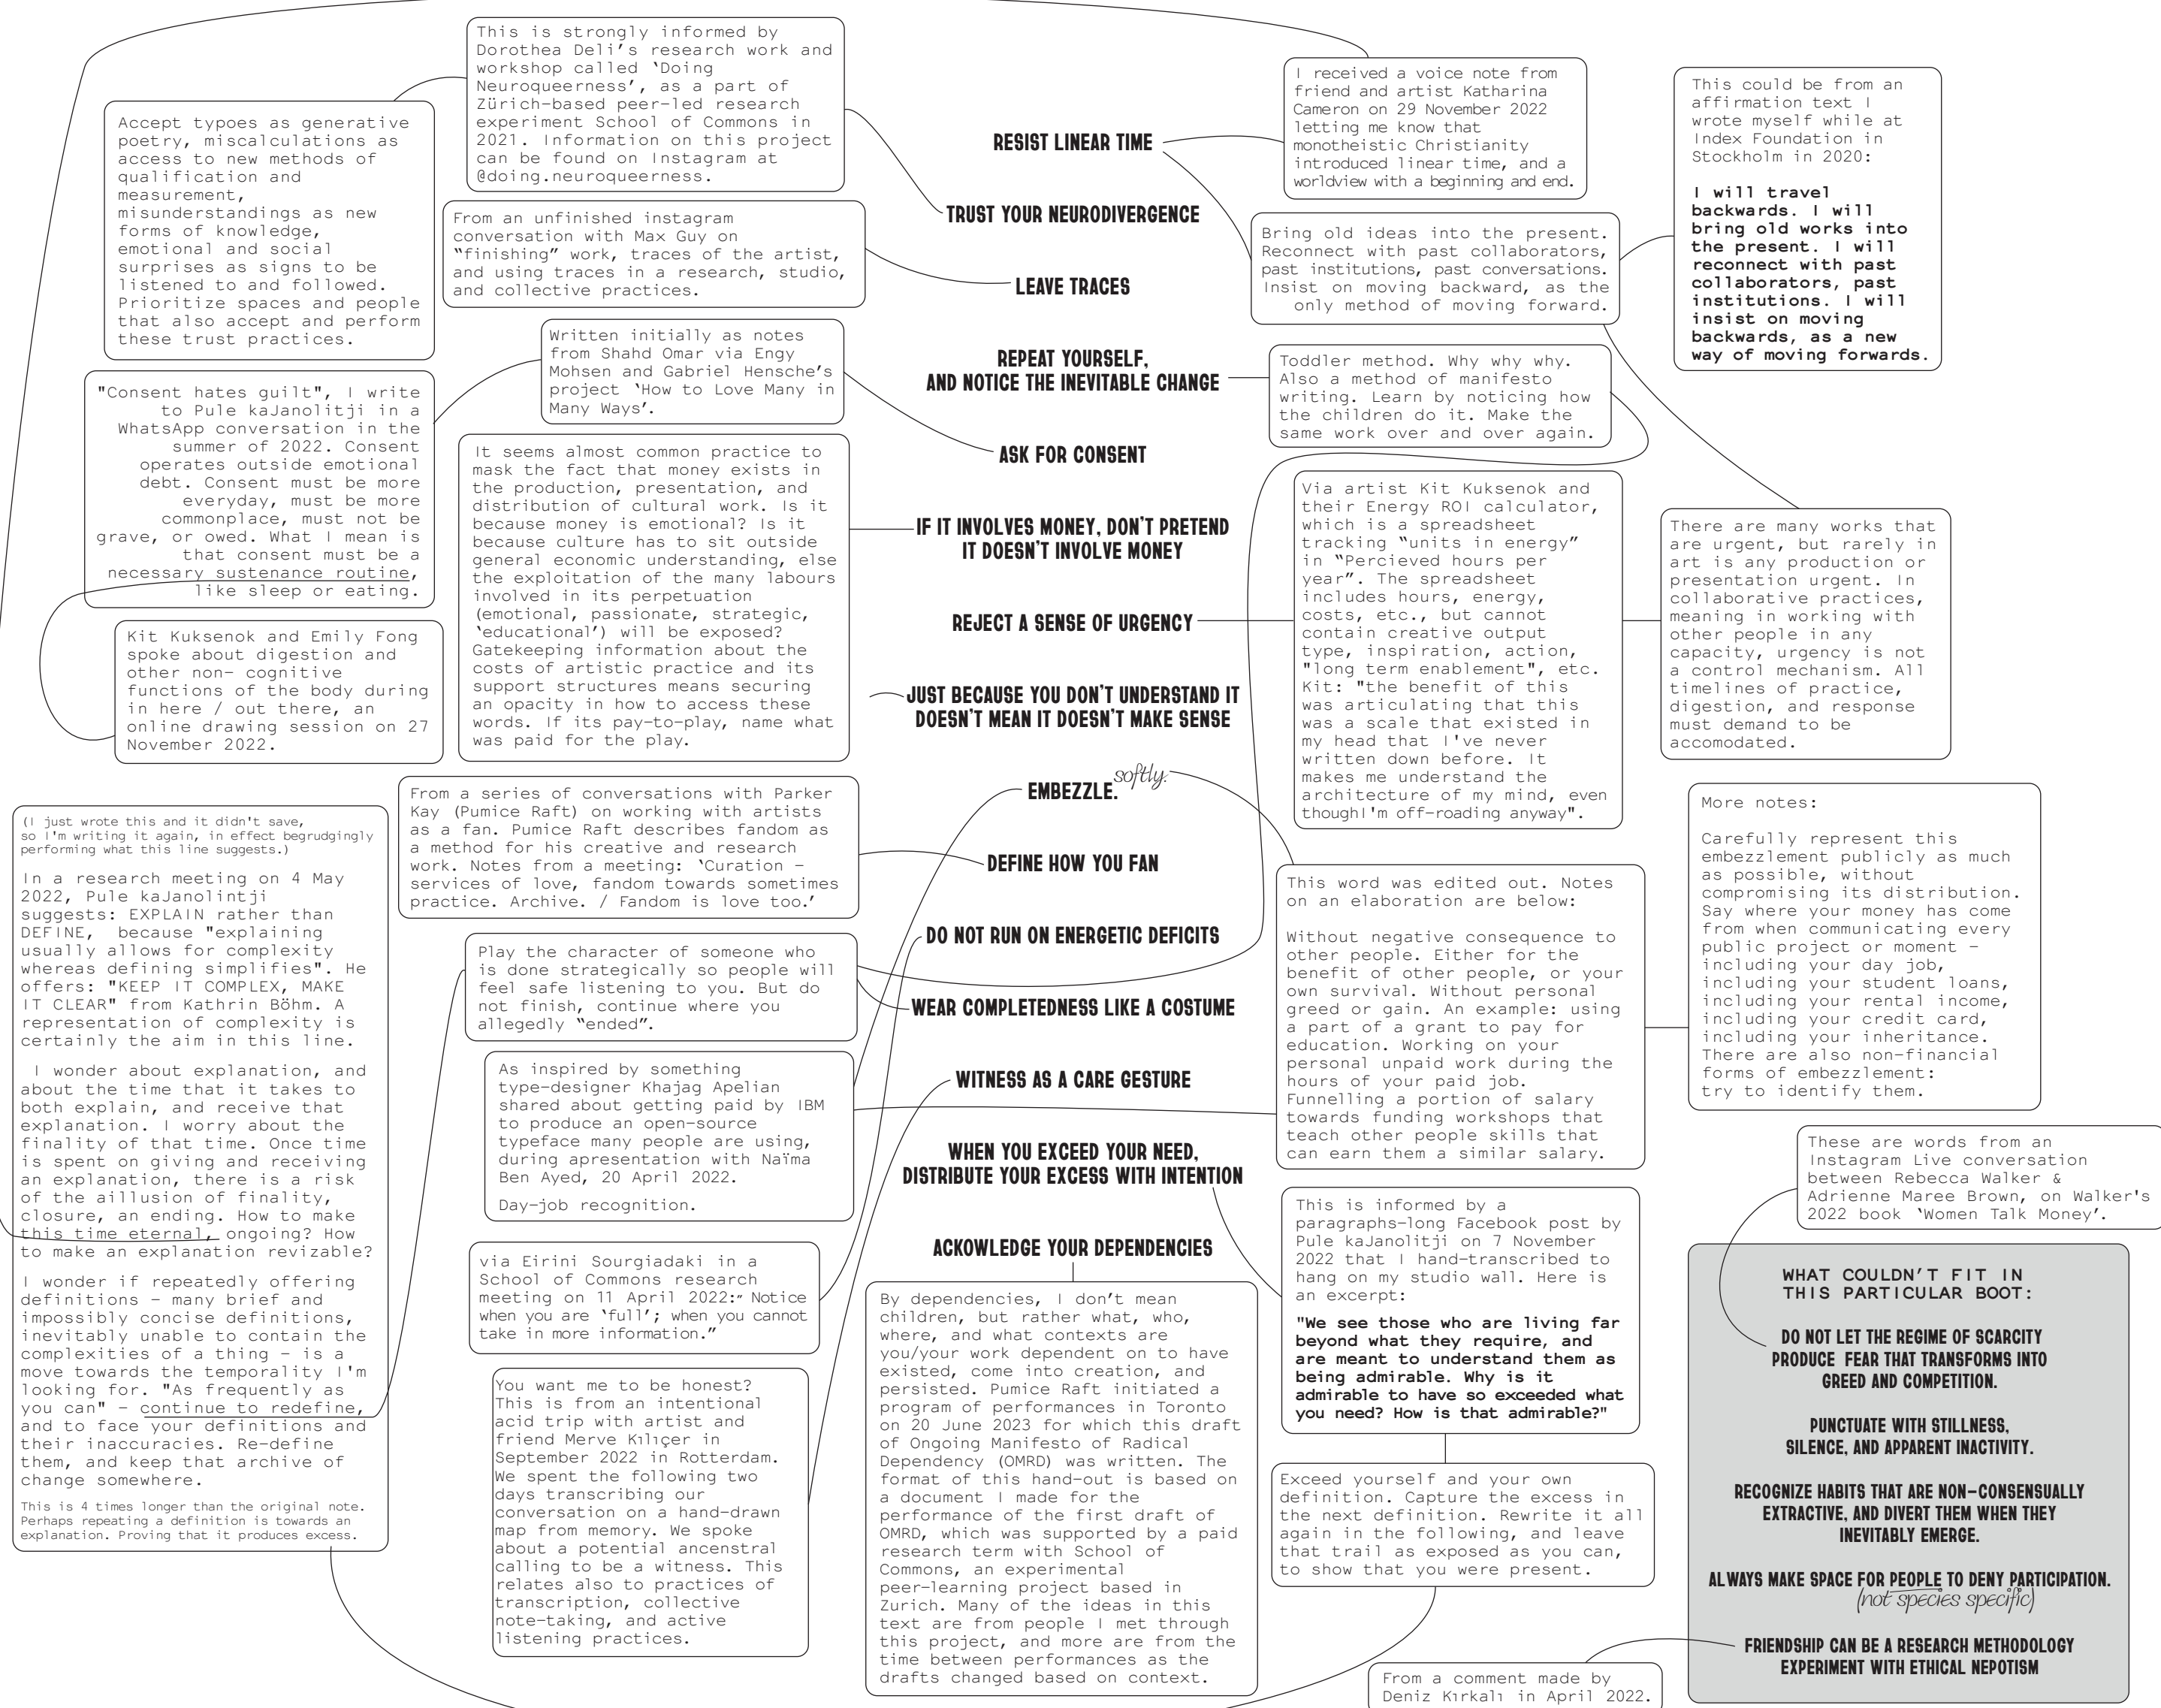 This is strongly informed by
Dorothea Deli's research work and
workshop called ‘Doing
Neuroqueerness’, as a part of
Zürich-based peer-led research
experiment School of Commons in
2021. Information on this project
can be found on Instagram at
@doing.neuroqueerness.
Accept typoes as generative
poetry, miscalculations as
access to new methods of
qualification and
measurement,
misunderstandings as new
forms of knowledge,
emotional and social
surprises as signs to be
listened to and followed.
Prioritize spaces and people
that also accept and perform
these trust practices.
From an unfinished instagram
conversation with Max Guy on
“finishing” work, traces of the artist,
and using traces in a research, studio,
and collective practices.
Written initially as notes
from Shahd Omar via Engy
Mohsen and Gabriel Hensche’s
project ‘How to Love Many in
Many Ways’.
"Consent hates guilt", I write
to Pule kaJanolitji in a
WhatsApp conversation in the
summer of 2022. Consent
operates outside emotional
debt. Consent must be more
everyday, must be more
commonplace, must not be
grave, or owed. What I mean is
that consent must be a
necessary sustenance routine,
like sleep or eating.
Kit Kuksenok and Emily Fong
spoke about digestion and
other non- cognitive
functions of the body during
in here / out there, an
online drawing session on 27
November 2022.
It seems almost common practice to
mask the fact that money exists in
the production, presentation, and
distribution of cultural work. Is it
because money is emotional? Is it
because culture has to sit outside
general economic understanding, else
the exploitation of the many labours
involved in its perpetuation
(emotional, passionate, strategic,
‘educational’) will be exposed?
Gatekeeping information about the
costs of artistic practice and its
support structures means securing
an opacity in how to access these
words. If its pay-to-play, name what
was paid for the play.
(I just wrote this and it didn't save,
so I'm writing it again, in effect begrudgingly
performing what this line suggests.)
In a research meeting on 4 May
2022, Pule kaJanolintji
suggests: EXPLAIN rather than
DEFINE, because "explaining
usually allows for complexity
whereas defining simplifies". He
offers: "KEEP IT COMPLEX, MAKE
IT CLEAR" from Kathrin Böhm. A
representation of complexity is
certainly the aim in this line.
I wonder about explanation, and
about the time that it takes to
both explain, and receive that
explanation. I worry about the
finality of that time. Once time
is spent on giving and receiving
an explanation, there is a risk
of the aillusion of finality,
closure, an ending. How to make
this time eternal, ongoing? How
to make an explanation revizable?
I wonder if repeatedly offering
definitions - many brief and
impossibly concise definitions,
inevitably unable to contain the
complexities of a thing - is a
move towards the temporality I'm
looking for. "As frequently as
you can" - continue to redefine,
and to face your definitions and
their inaccuracies. Re-define
them, and keep that archive of
change somewhere.
This is 4 times longer than the original note.
Perhaps repeating a definition is towards an
explanation. Proving that it produces excess.
From a series of conversations with Parker
Kay (Pumice Raft) on working with artists
as a fan. Pumice Raft describes fandom as
a method for his creative and research
work. Notes from a meeting: ‘Curation -
services of love, fandom towards sometimes
practice. Archive. / Fandom is love too.’
Play the character of someone who
is done strategically so people will
feel safe listening to you. But do
not finish, continue where you
allegedly “ended”.
As inspired by something
type-designer Khajag Apelian
shared about getting paid by IBM
to produce an open-source
typeface many people are using,
during apresentation with Naïma
Ben Ayed, 20 April 2022.
Day-job recognition.
via Eirini Sourgiadaki in a
School of Commons research
meeting on 11 April 2022:“ Notice
when you are ‘full’; when you cannot
take in more information.”
You want me to be honest?
This is from an intentional
acid trip with artist and
friend Merve Kılıçer in
September 2022 in Rotterdam.
We spent the following two
days transcribing our
conversation on a hand-drawn
map from memory. We spoke
about a potential ancenstral
calling to be a witness. This
relates also to practices of
transcription, collective
note-taking, and active
listening practices.
RESIST LINEAR TIME
TRUST YOUR NEURODIVERGENCE
LEAVE TRACES
REPEAT YOURSELF,
AND NOTICE THE INEVITABLE CHANGE
ASK FOR CONSENT
IF IT INVOLVES MONEY, DON'T PRETEND
IT DOESN'T INVOLVE MONEY
REJECT A SENSE OF URGENCY
JUST BECAUSE YOU DON'T UNDERSTAND IT
DOESN'T MEAN IT DOESN'T MAKE SENSE
softly.
EMBEZZLE.
DEFINE HOW YOU FAN
DO NOT RUN ON ENERGETIC DEFICITS
WEAR COMPLETEDNESS LIKE A COSTUME
WITNESS AS A CARE GESTURE
WHEN YOU EXCEED YOUR NEED,
DISTRIBUTE YOUR EXCESS WITH INTENTION
ACKOWLEDGE YOUR DEPENDENCIES
By dependencies, I don’t mean
children, but rather what, who,
where, and what contexts are
you/your work dependent on to have
existed, come into creation, and
persisted. Pumice Raft initiated a
program of performances in Toronto
on 20 June 2023 for which this draft
of Ongoing Manifesto of Radical
Dependency (OMRD) was written. The
format of this hand-out is based on
a document I made for the
performance of the first draft of
OMRD, which was supported by a paid
research term with School of
Commons, an experimental
peer-learning project based in
Zurich. Many of the ideas in this
text are from people I met through
this project, and more are from the
time between performances as the
drafts changed based on context.
I received a voice note from
friend and artist Katharina
Cameron on 29 November 2022
letting me know that
monotheistic Christianity
introduced linear time, and a
worldview with a beginning and end.
Bring old ideas into the present.
Reconnect with past collaborators,
past institutions, past conversations.
Insist on moving backward, as the
only method of moving forward.
Toddler method. Why why why.
Also a method of manifesto
writing. Learn by noticing how
the children do it. Make the
same work over and over again.
Via artist Kit Kuksenok and
their Energy ROI calculator,
which is a spreadsheet
tracking “units in energy”
in “Percieved hours per
year”. The spreadsheet
includes hours, energy,
costs, etc., but cannot
contain creative output
type, inspiration, action,
"long term enablement", etc.
Kit: "the benefit of this
was articulating that this
was a scale that existed in
my head that I've never
written down before. It
makes me understand the
architecture of my mind, even
thoughI'm off-roading anyway".
This word was edited out. Notes
on an elaboration are below:
Without negative consequence to
other people. Either for the
benefit of other people, or your
own survival. Without personal
greed or gain. An example: using
a part of a grant to pay for
education. Working on your
personal unpaid work during the
hours of your paid job.
Funnelling a portion of salary
towards funding workshops that
teach other people skills that
can earn them a similar salary.
This is informed by a
paragraphs-long Facebook post by
Pule kaJanolitji on 7 November
2022 that I hand-transcribed to
hang on my studio wall. Here is
an excerpt:
"We see those who are living far
beyond what they require, and
are meant to understand them as
being admirable. Why is it
admirable to have so exceeded what
you need? How is that admirable?"
Exceed yourself and your own
definition. Capture the excess in
the next definition. Rewrite it all
again in the following, and leave
that trail as exposed as you can,
to show that you were present.
From a comment made by
Deniz Kırkalı in April 2022.
This could be from an
affirmation text I
wrote myself while at
Index Foundation in
Stockholm in 2020:
I will travel
backwards. I will
bring old works into
the present. I will
reconnect with past
collaborators, past
institutions. I will
insist on moving
backwards, as a new
way of moving forwards.
There are many works that
are urgent, but rarely in
art is any production or
presentation urgent. In
collaborative practices,
meaning in working with
other people in any
capacity, urgency is not
a control mechanism. All
timelines of practice,
digestion, and response
must demand to be
accomodated.
More notes:
Carefully represent this
embezzlement publicly as much
as possible, without
compromising its distribution.
Say where your money has come
from when communicating every
public project or moment -
including your day job,
including your student loans,
including your rental income,
including your credit card,
including your inheritance.
There are also non-financial
forms of embezzlement:
try to identify them.
These are words from an
Instagram Live conversation
between Rebecca Walker &
Adrienne Maree Brown, on Walker's
2022 book ‘Women Talk Money’.
WHAT COULDN’T FIT IN
THIS PARTICULAR BOOT:
DO NOT LET THE REGIME OF SCARCITY
PRODUCE FEAR THAT TRANSFORMS INTO
GREED AND COMPETITION.
PUNCTUATE WITH STILLNESS,
SILENCE, AND APPARENT INACTIVITY.
RECOGNIZE HABITS THAT ARE NON-CONSENSUALLY
EXTRACTIVE, AND DIVERT THEM WHEN THEY
INEVITABLY EMERGE.
ALWAYS MAKE SPACE FOR PEOPLE TO DENY PARTICIPATION.
(not species specific)
FRIENDSHIP CAN BE A RESEARCH METHODOLOGY
EXPERIMENT WITH ETHICAL NEPOTISM